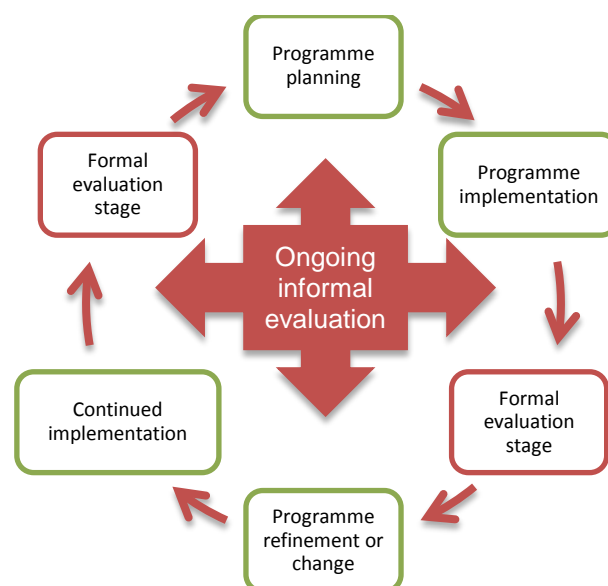 Programme
planning
Programme
implementation
Formal
evaluation
stage
Programme
refinement or
change
Continued
implementation
Formal
evaluation
stage
Ongoing
informal
evaluation